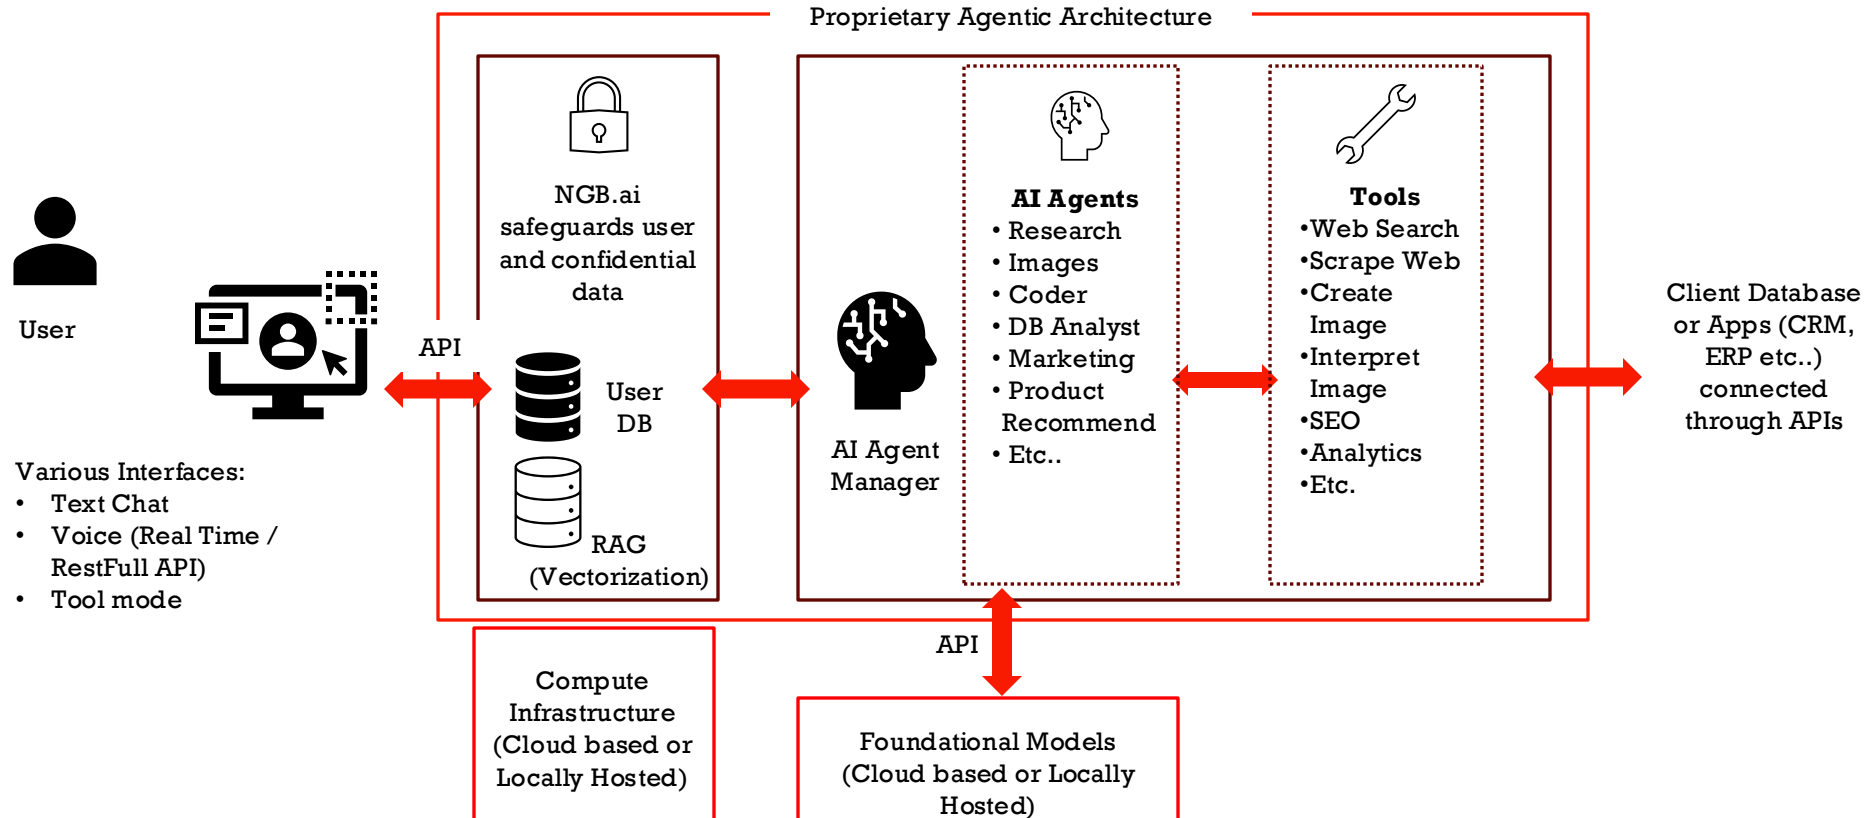 Proprietary Agentic Architecture
User
Various Interfaces:
• Text Chat
• Voice (Real Time /
RestFull API)
• Tool mode
API
NGB.ai
safeguards user
and confidential
data
User
DB
RAG
(Vectorization)
AI Agent
Manager
AI Agents
• Research
• Images
• Coder
• DB Analyst
• Marketing
• Product
Recommend
• Etc..
Tools
•Web Search
•Scrape Web
•Create
Image
•Interpret
Image
•SEO
•Analytics
•Etc.
Client Database
or Apps (CRM,
ERP etc..)
connected
through APIs
API
Compute
Infrastructure
(Cloud based or
Locally Hosted)
Foundational Models
(Cloud based or Locally
Hosted)